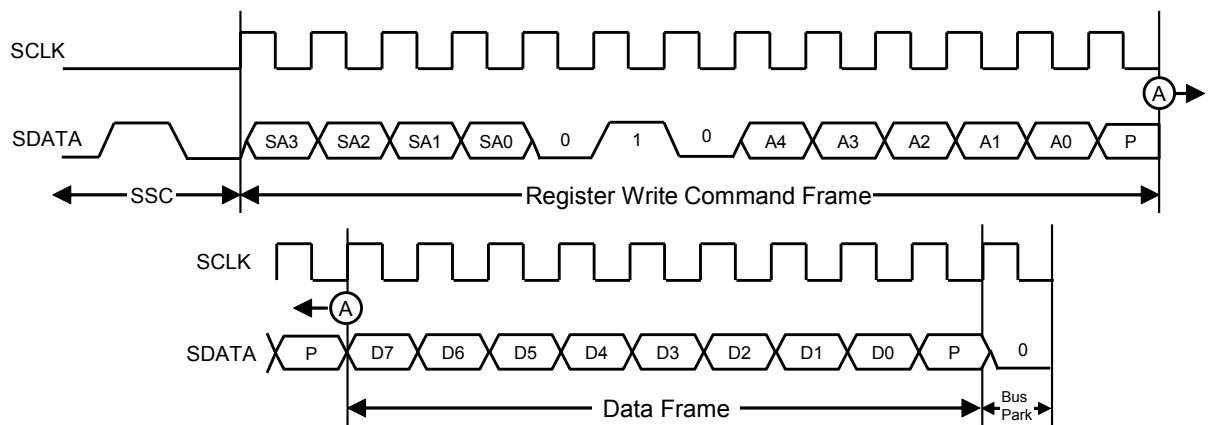 SCLK
A
SDATA SA3 SA2 SA1 SA0 0 1 0 A4 A3 A2 A1 A0 P
SSC Register Write Command Frame
SCLK
A
SDATA P D7 D6 D5 D4 D3 D2 D1 D0 P 0
Data Frame Bus
Park